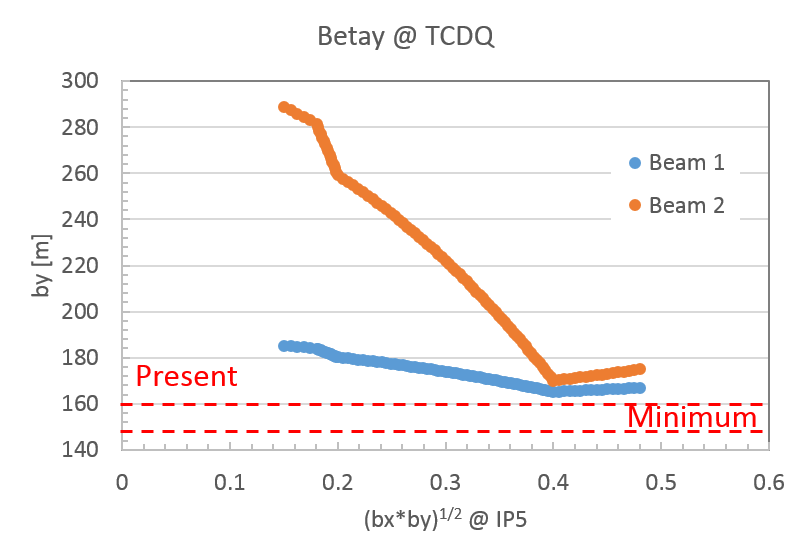 Betay @ TCDQ
300
280
260
240
220
200
180
160
140
by [m]
Beam 1
Beam 2
Present
Minimum
0
0.1
0.2
0.3
0.4
0.5
0.6
(bx*by)^1/2 @ IP5